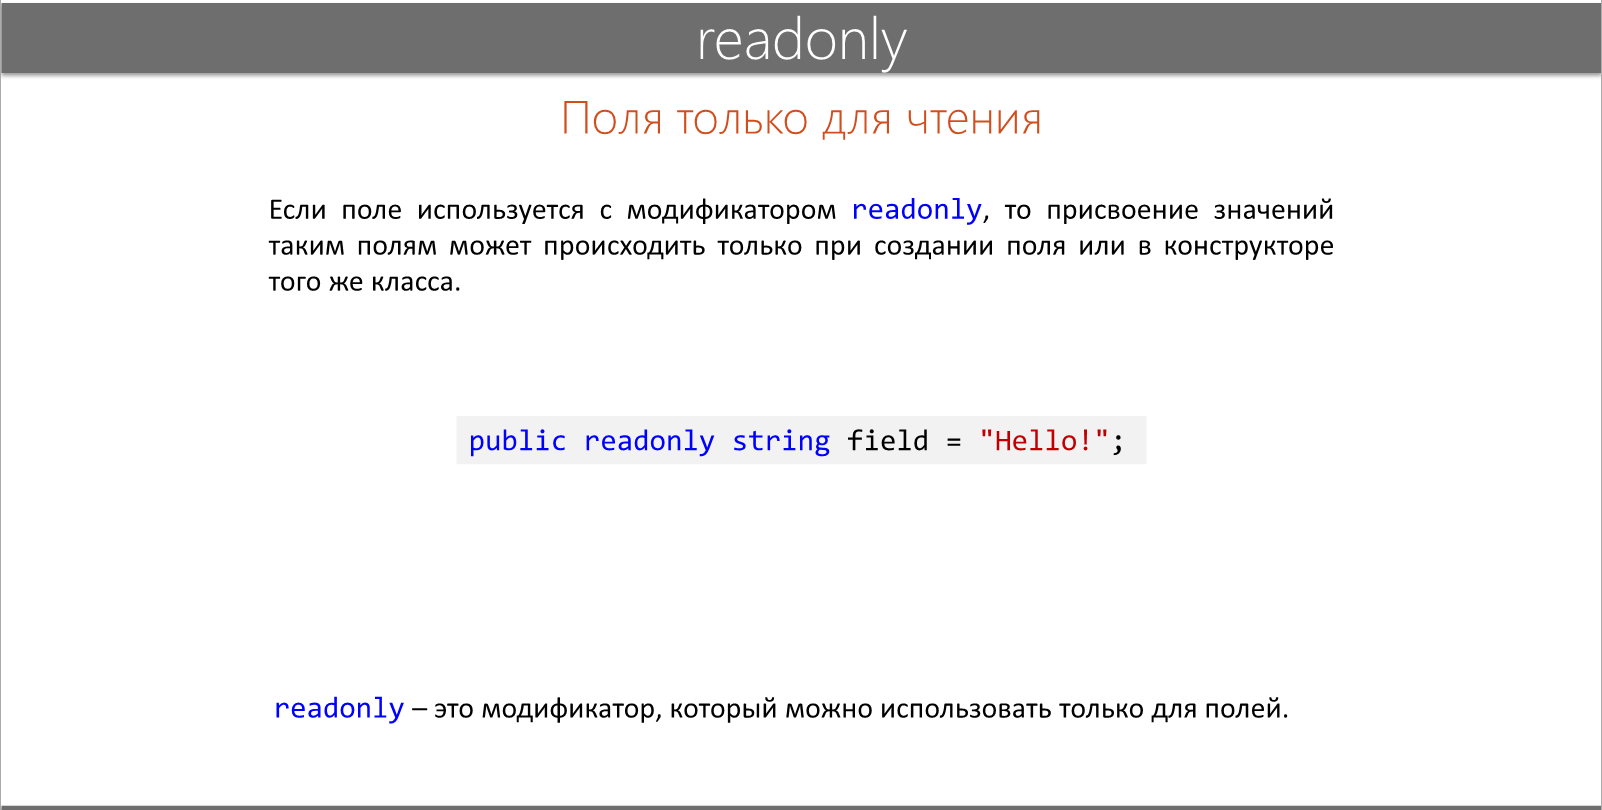 readonly
Поля только для чтения
Если поле используется с модификатором readonly, то присвоение значений
таким полям может происходить только при создании поля или в конструкторе
того же класса.
public readonly string field = "Hello!";
readonly – это модификатор, который можно использовать только для полей.